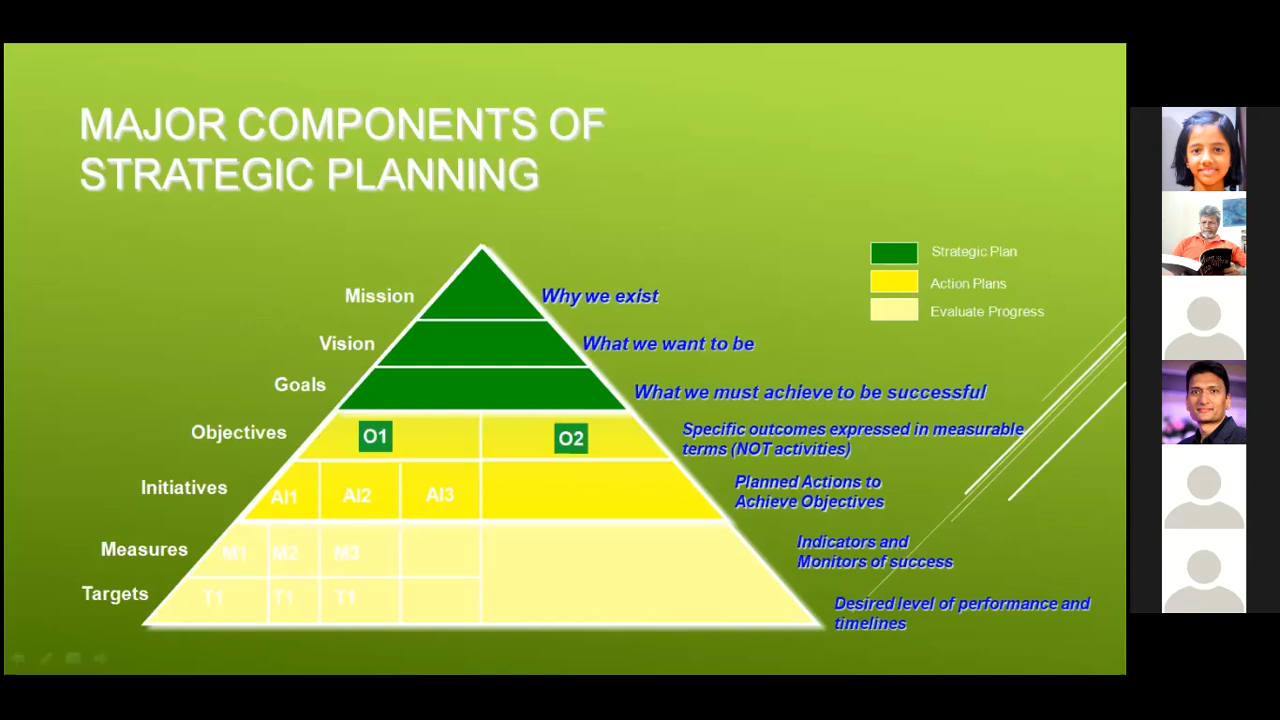 MAJOR COMPONENTS OF
STRATEGIC PLANNING
Strategic Plan
Action Plans
Evaluate Progress
Mission
Why we exist
Vision
What we want to be
Goals
What we must achieve to be successful
Objectives
O1
O2
Specific outcomes expressed in measurable
terms (NOT activities)
Initiatives
AI1
AI2
AI3
Planned Actions to
Achieve Objectives
Measures
M1
M2
M3
Indicators and
Monitors of success
Targets
T1
T1
T1
Desired level of performance and
timelines